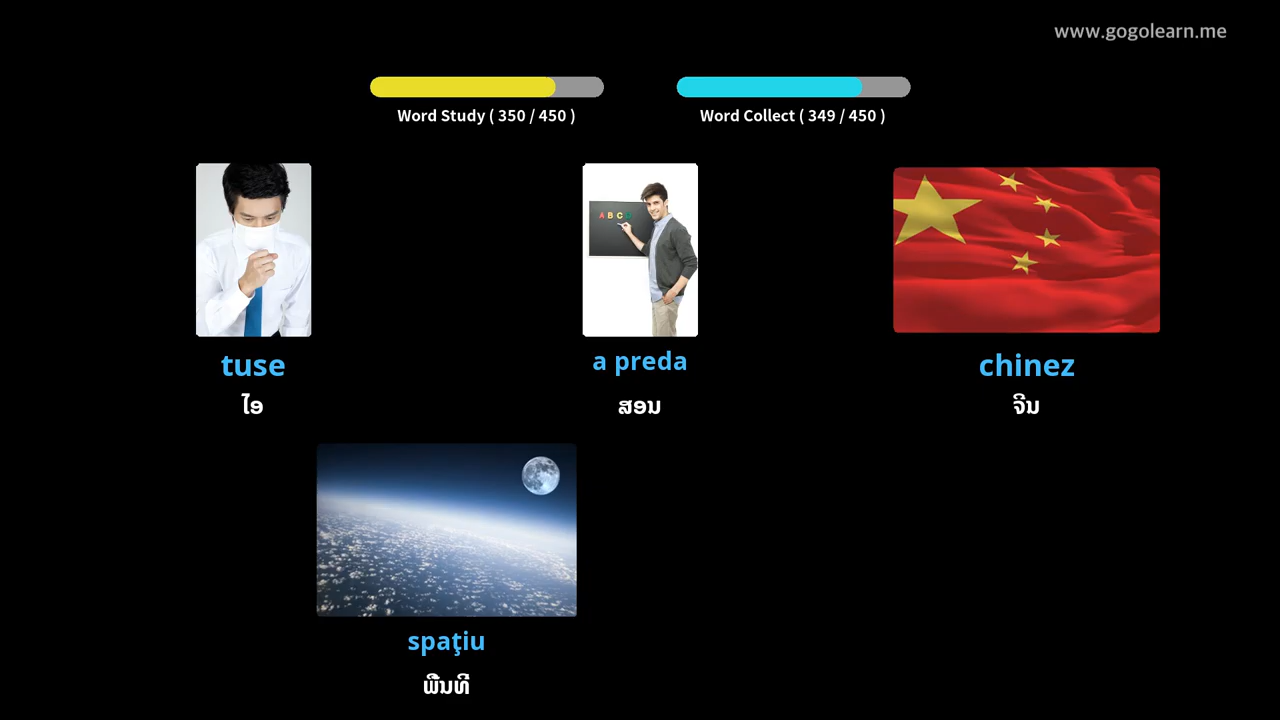 www.gogolearn.me
Word Study ( 350 / 450 )
Word Collect ( 349 / 450 )
A B C D
tuse
ໄອ
a preda
ສອນ
chinez
ຈີນ
spaţiu
ພືນທີ